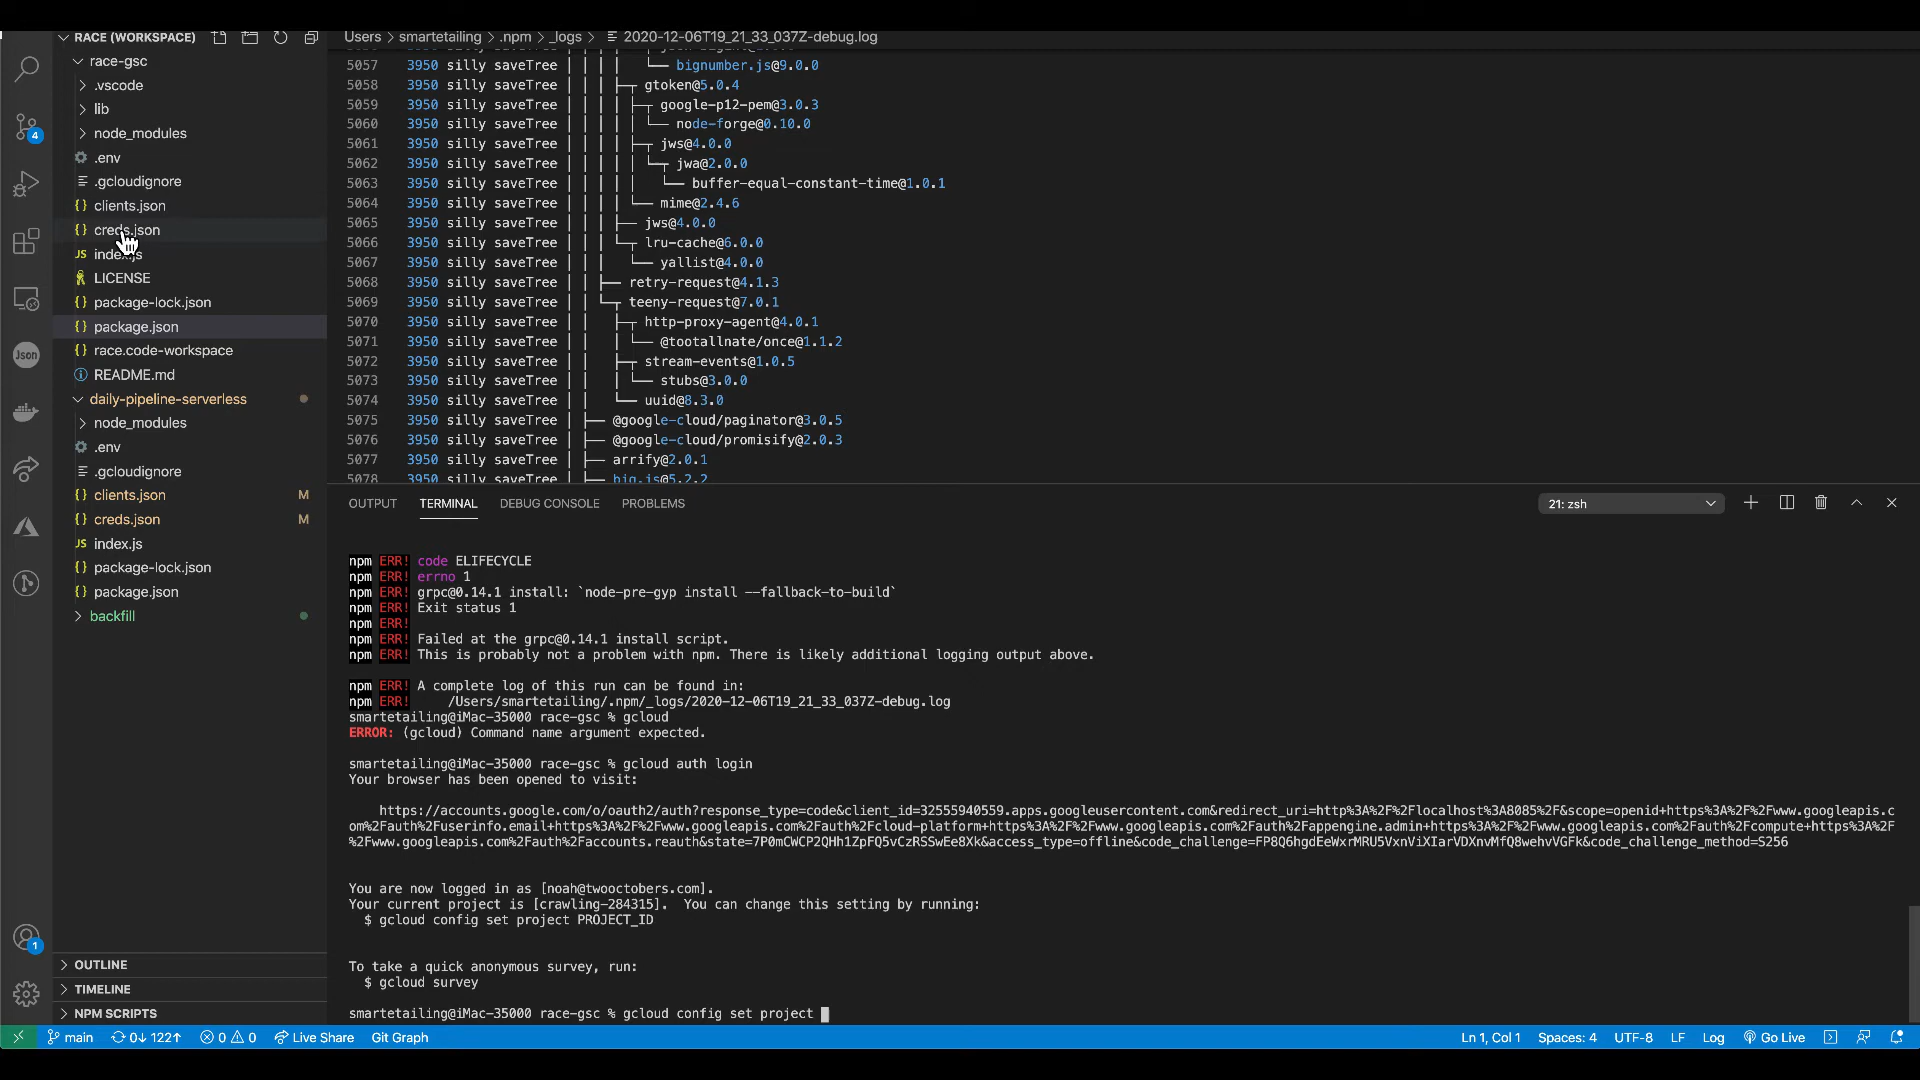 RACE (WORKSPACE)
race-gsc
.vscode
lib
node_modules
.env
.gcloudignore
clients.json
creds.json
JS index.js
LICENSE
package-lock.json
package.json
race.code-workspace
README.md
daily-pipeline-serverless
node_modules
.env
.gcloudignore
clients.json M
creds.json M
JS index.js
package-lock.json
package.json
backfill
OUTLINE
TIMELINE
NPM SCRIPTS
4
Json
1
Users > smartetailing > .npm > _logs > 2020-12-06T19_21_33_037Z-debug.log
5057 3950 silly saveTree │ │ │ │ └── bignumber.js@9.0.0
5058 3950 silly saveTree │ │ │ ├─┬ gtoken@5.0.4
5059 3950 silly saveTree │ │ │ │ ├─┬ google-p12-pem@3.0.3
5060 3950 silly saveTree │ │ │ │ │ └── node-forge@0.10.0
5061 3950 silly saveTree │ │ │ │ ├─┬ jws@4.0.0
5062 3950 silly saveTree │ │ │ │ │ └─┬ jwa@2.0.0
5063 3950 silly saveTree │ │ │ │ │ └── buffer-equal-constant-time@1.0.1
5064 3950 silly saveTree │ │ │ │ └── mime@2.4.6
5065 3950 silly saveTree │ │ │ ├── jws@4.0.0
5066 3950 silly saveTree │ │ │ └─┬ lru-cache@6.0.0
5067 3950 silly saveTree │ │ │ └── yallist@4.0.0
5068 3950 silly saveTree │ │ ├── retry-request@4.1.3
5069 3950 silly saveTree │ │ └─┬ teeny-request@7.0.1
5070 3950 silly saveTree │ │ ├─┬ http-proxy-agent@4.0.1
5071 3950 silly saveTree │ │ │ └── @tootallnate/once@1.1.2
5072 3950 silly saveTree │ │ ├─┬ stream-events@1.0.5
5073 3950 silly saveTree │ │ │ └── stubs@3.0.0
5074 3950 silly saveTree │ │ └── uuid@8.3.0
5075 3950 silly saveTree │ ├── @google-cloud/paginator@3.0.5
5076 3950 silly saveTree │ ├── @google-cloud/promisify@2.0.3
5077 3950 silly saveTree │ ├── arrify@2.0.1
5078 3950 silly saveTree │ ├── big.js@5.2.2
OUTPUT TERMINAL DEBUG CONSOLE PROBLEMS 21: zsh
npm ERR! code ELIFECYCLE
npm ERR! errno 1
npm ERR! grpc@0.14.1 install: `node-pre-gyp install --fallback-to-build`
npm ERR! Exit status 1
npm ERR!
npm ERR! Failed at the grpc@0.14.1 install script.
npm ERR! This is probably not a problem with npm. There is likely additional logging output above.
npm ERR! A complete log of this run can be found in:
npm ERR! /Users/smartetailing/.npm/_logs/2020-12-06T19_21_33_037Z-debug.log
smartetailing@iMac-35000 race-gsc % gcloud
ERROR: (gcloud) Command name argument expected.
smartetailing@iMac-35000 race-gsc % gcloud auth login
Your browser has been opened to visit:
https://accounts.google.com/o/oauth2/auth?response_type=code&client_id=32555940559.apps.googleusercontent.com&redirect_uri=http%3A%2F%2Flocalhost%3A8085%2F&scope=openid+https%3A%2F%2Fwww.googleapis.c
om%2Fauth%2Fuserinfo.email+https%3A%2F%2Fwww.googleapis.com%2Fauth%2Fcloud-platform+https%3A%2F%2Fwww.googleapis.com%2Fauth%2Fappengine.admin+https%3A%2F%2Fwww.googleapis.com%2Fauth%2Fcompute+https%3A%2F
%2Fwww.googleapis.com%2Fauth%2Faccounts.reauth&state=7P0mCWCP2QHh1ZpFQ5vCzRSSwEe8Xk&access_type=offline&code_challenge=FP8Q6hgdEeWxrMRU5VxnViXIarVDXnvMfQ8wehvVGFk&code_challenge_method=S256
You are now logged in as [noah@twooctobers.com].
Your current project is [crawling-284315]. You can change this setting by running:
$ gcloud config set project PROJECT_ID
To take a quick anonymous survey, run:
$ gcloud survey
smartetailing@iMac-35000 race-gsc % gcloud config set project
main 0↓ 122↑ 0 0 Live Share Git Graph Ln 1, Col 1 Spaces: 4 UTF-8 LF Log Go Live